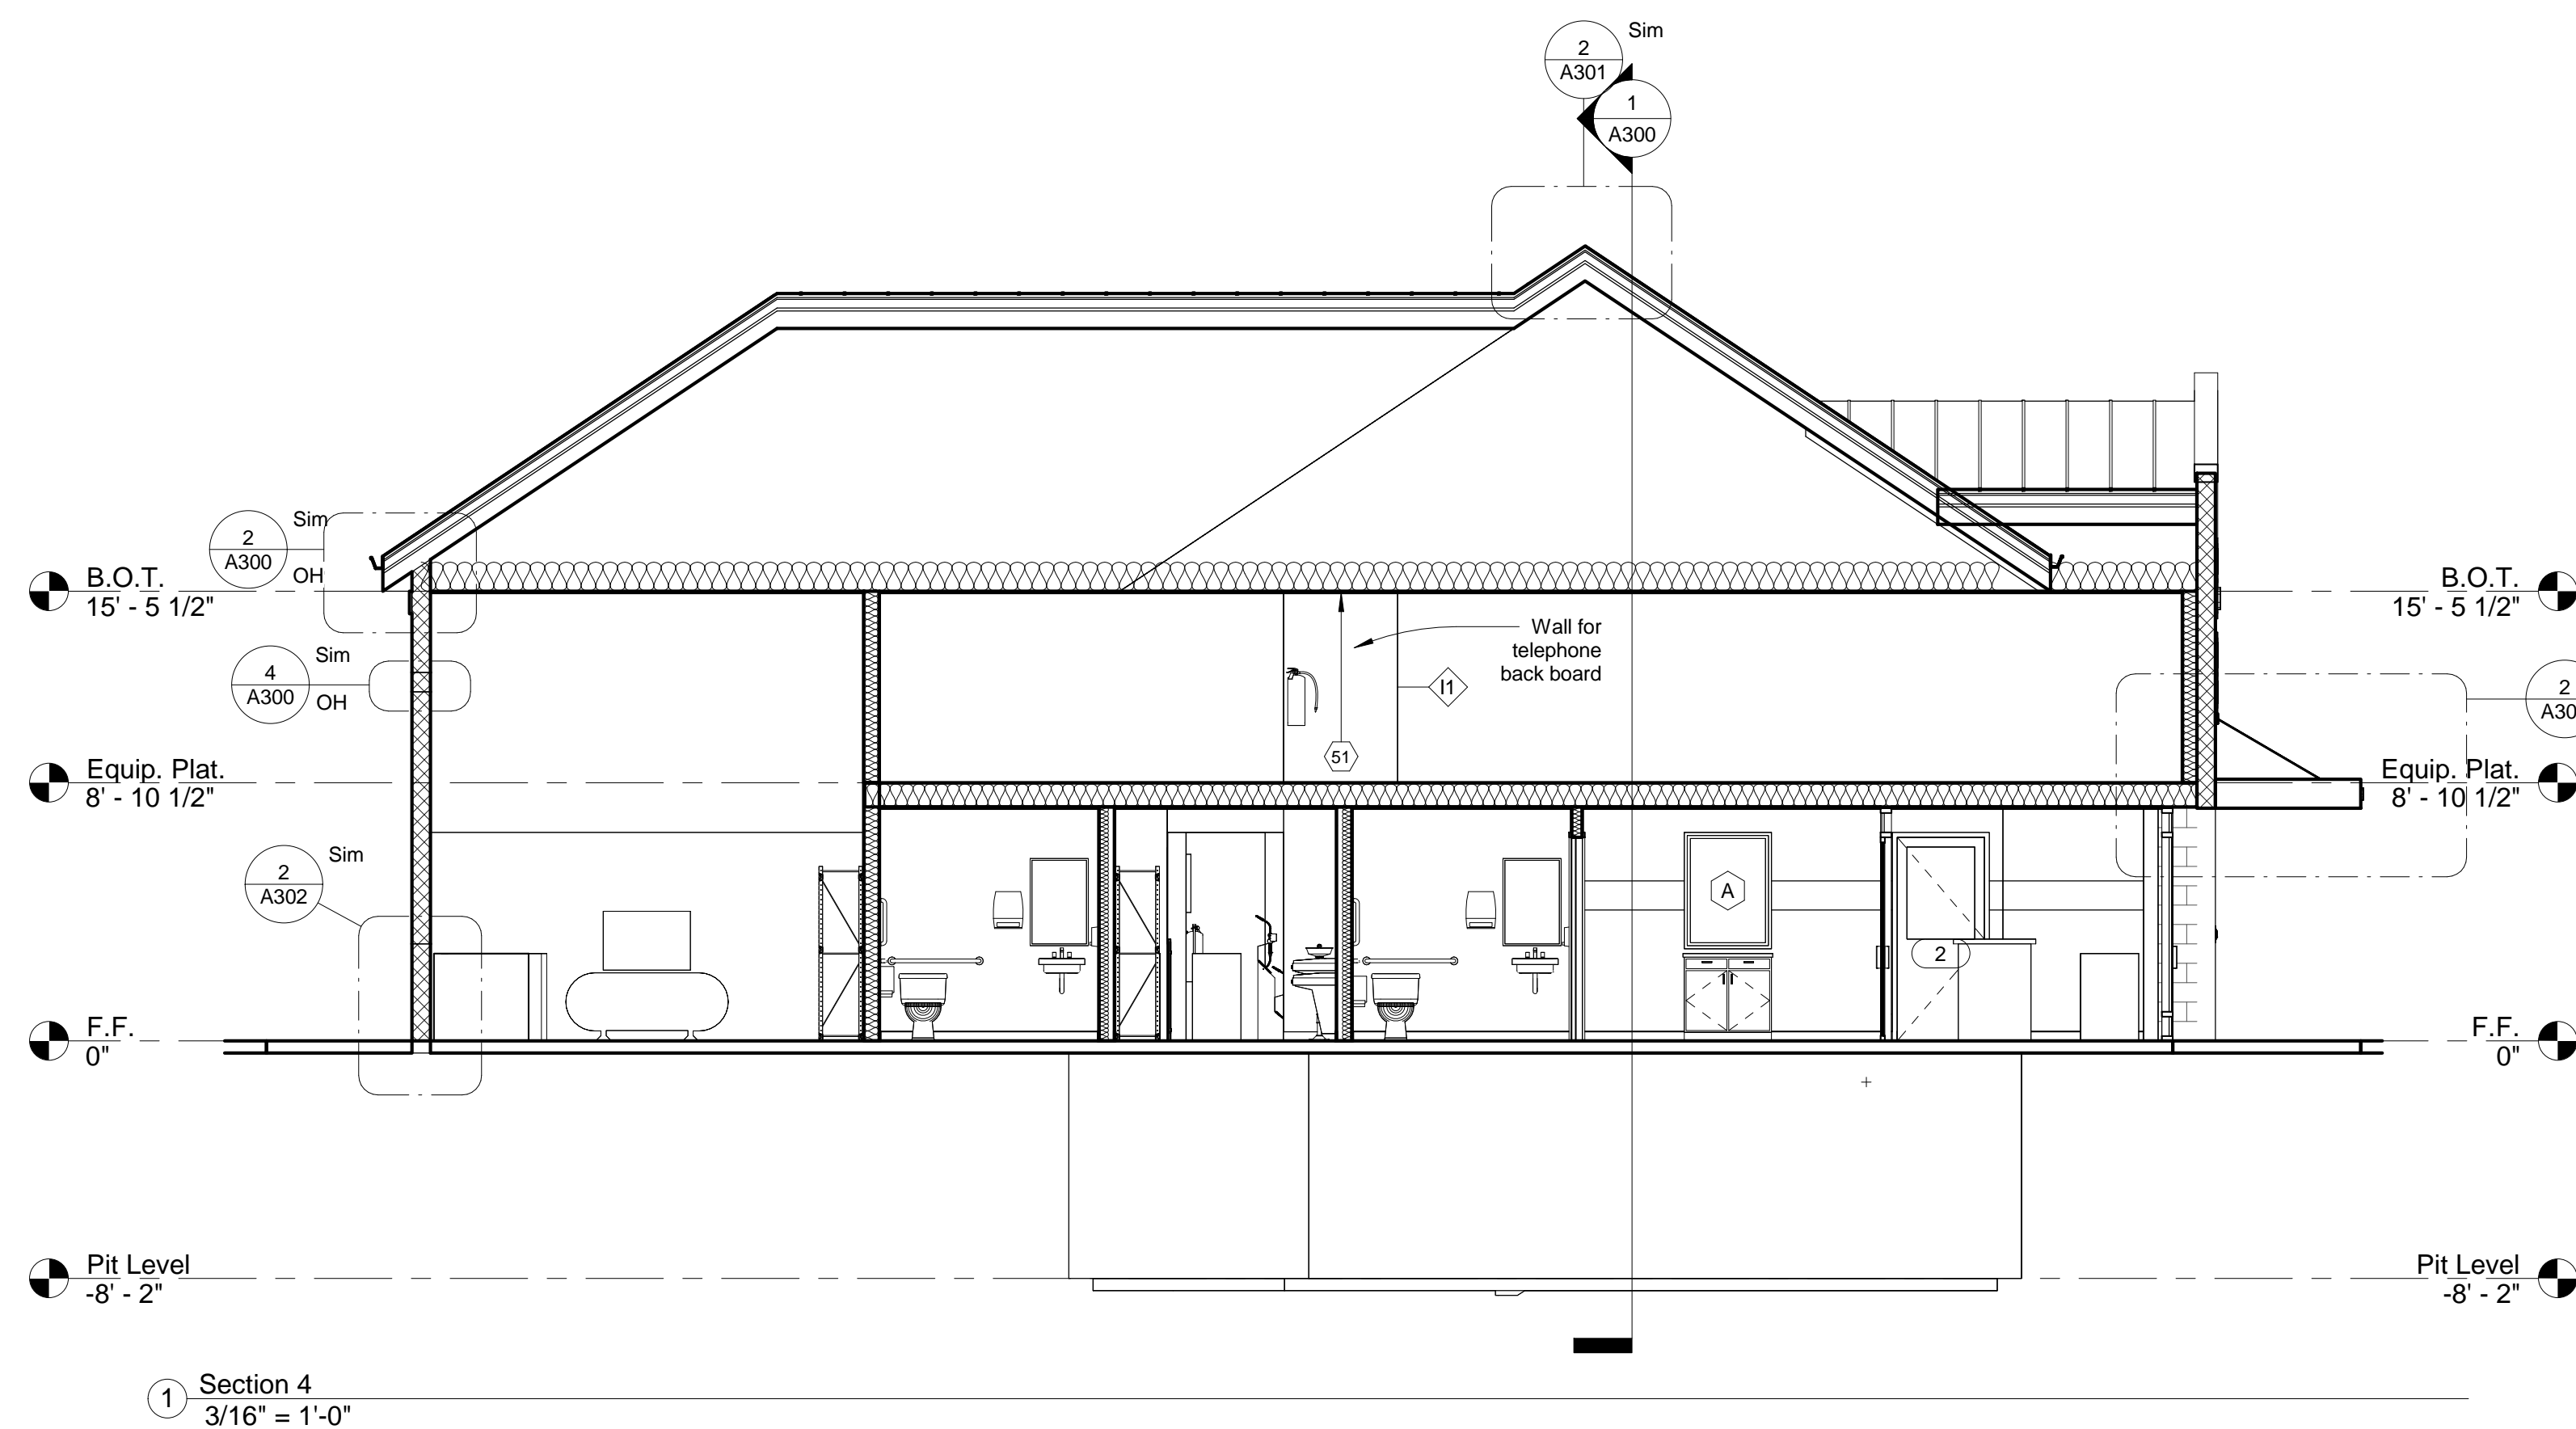 Sim
2
A301
1
A300
Sim
2
A300
OH
B.O.T.
15' - 5 1/2"
B.O.T.
15' - 5 1/2"
Wall for
telephone
back board
Sim
4
A300
OH
I1
2
51
Equip. Plat.
8' - 10 1/2"
Equip. Plat.
8' - 10 1/2"
Sim
2
A302
A
2
F.F.
0"
F.F.
0"
Pit Level
-8' - 2"
Pit Level
-8' - 2"
1
Section 4
3/16" = 1'-0"